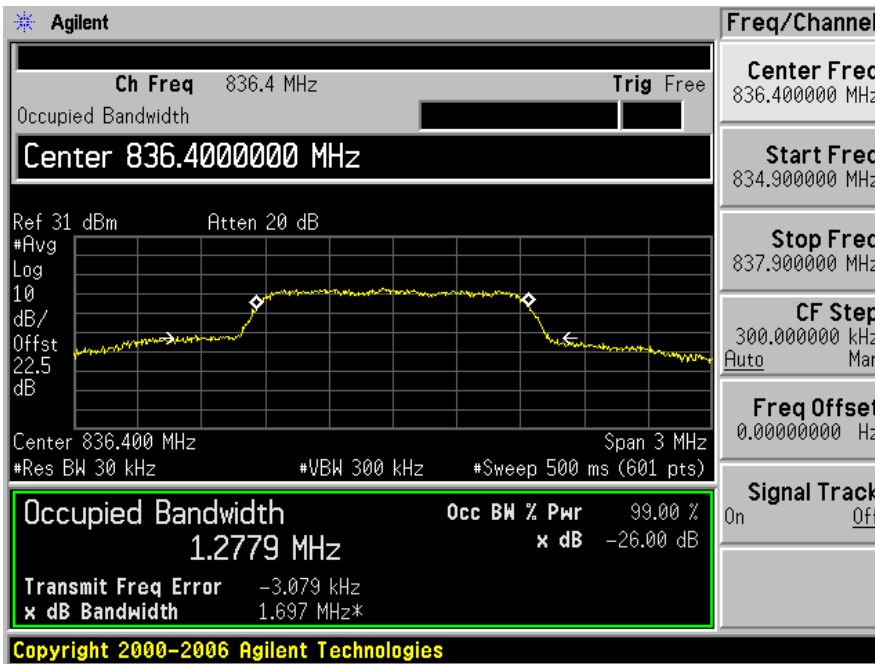 Agilent
Freq/Channel
Ch Freq 836.4 MHz Trig Free
Occupied Bandwidth
Center 836.4000000 MHz
Ref 31 dBm Atten 20 dB
#Avg
Log
10
dB/
Offst
22.5
dB
Center 836.400 MHz Span 3 MHz
#Res BW 30 kHz #VBW 300 kHz #Sweep 500 ms (601 pts)
Occupied Bandwidth
1.2779 MHz
Occ BW % Pwr 99.00 %
x dB -26.00 dB
Transmit Freq Error -3.079 kHz
x dB Bandwidth 1.697 MHz*
Copyright 2000-2006 Agilent Technologies
Center Freq
836.400000 MHz
Start Freq
834.900000 MHz
Stop Freq
837.900000 MHz
CF Step
300.000000 kHz
Auto Man
Freq Offset
0.00000000 Hz
Signal Track
On Off